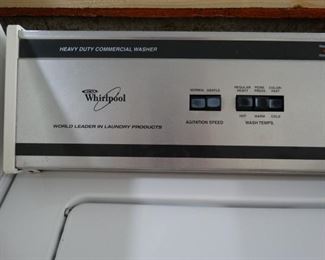 HEAVY DUTY COMMERCIAL WASHER
Whirlpool
WORLD LEADER IN LAUNDRY PRODUCTS
NORMAL GENTLE
AGITATION SPEED
REGULAR HEAVY PERM. PRESS COLOR FAST
HOT WARM COLD
WASH TEMPS.